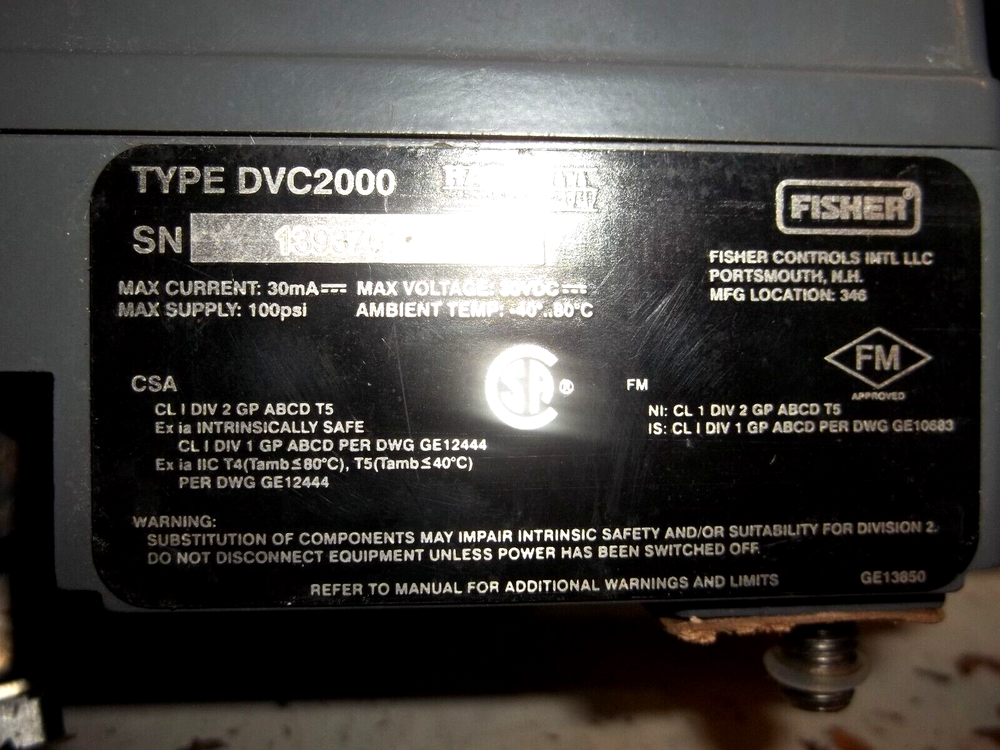 TYPE DVC2000
FISHER®
SN
FISHER CONTROLS INTL LLC
PORTSMOUTH, N.H.
MFG LOCATION: 346
MAX CURRENT: 30mA⎓ MAX VOLTAGE: 30VDC⎓
MAX SUPPLY: 100psi AMBIENT TEMP: -40°..80°C
FM
APPROVED
CSA
SA®
FM
CL I DIV 2 GP ABCD T5
Ex ia INTRINSICALLY SAFE
CL I DIV 1 GP ABCD PER DWG GE12444
Ex ia IIC T4(Tamb≤80°C), T5(Tamb≤40°C)
PER DWG GE12444
NI: CL 1 DIV 2 GP ABCD T5
IS: CL I DIV 1 GP ABCD PER DWG GE10683
WARNING:
SUBSTITUTION OF COMPONENTS MAY IMPAIR INTRINSIC SAFETY AND/OR SUITABILITY FOR DIVISION 2.
DO NOT DISCONNECT EQUIPMENT UNLESS POWER HAS BEEN SWITCHED OFF.
REFER TO MANUAL FOR ADDITIONAL WARNINGS AND LIMITS
GE13850